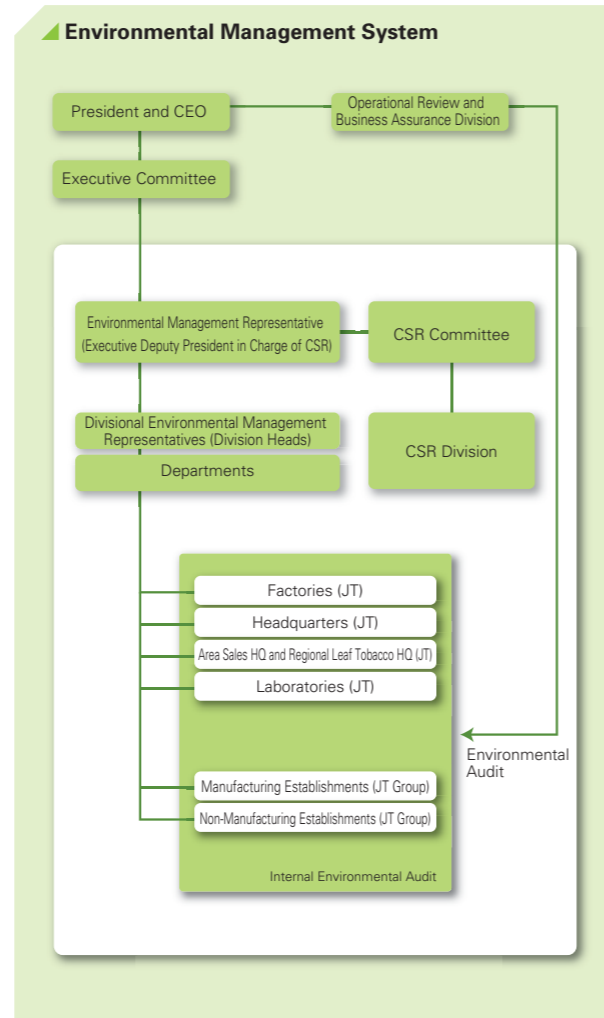 Environmental Management System
President and CEO
Operational Review and
Business Assurance Division
Executive Committee
Environmental Management Representative
(Executive Deputy President in Charge of CSR)
CSR Committee
Divisional Environmental Management
Representatives (Division Heads)
Departments
CSR Division
Factories (JT)
Headquarters (JT)
Area Sales HQ and Regional Leaf Tobacco HQ (JT)
Laboratories (JT)
Environmental
Audit
Manufacturing Establishments (JT Group)
Non-Manufacturing Establishments (JT Group)
Internal Environmental Audit